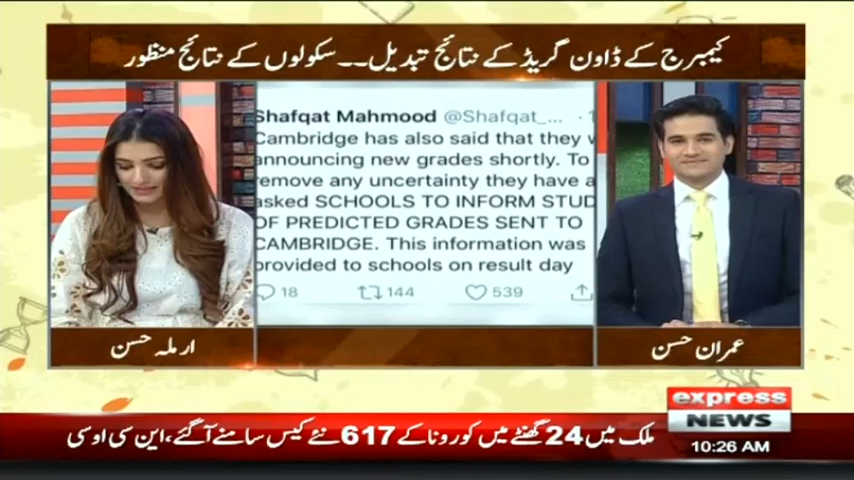 کیمبرج کے ڈاون گریڈ کے نتائج تبدیل۔۔سکولوں کے نتائج منظور
Shafqat Mahmood @Shafqat_...
Cambridge has also said that they
announcing new grades shortly. To
remove any uncertainty they have
asked SCHOOLS TO INFORM STUD
OF PREDICTED GRADES SENT TO
CAMBRIDGE. This information was
provided to schools on result day
18 144 539
ارملہ حسن
عمران حسن
express
NEWS
ملک میں 24 گھنٹے میں کورونا کے 617 نئے کیس سامنے آگئے، این سی او سی
10:26 AM